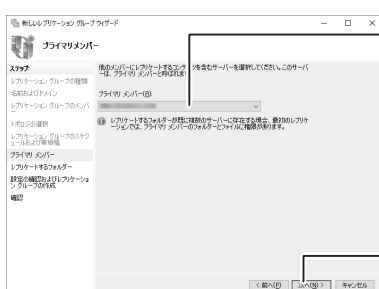 新しいレプリケーション グループ ウィザード
プライマリ メンバー
ステップ:
レプリケーション グループの種類
名前およびドメイン
レプリケーション グループのメンバ
トポロジの選択
レプリケーション グループのスケジ
ュールおよび帯域幅
プライマリ メンバー
レプリケートするフォルダー
設定の確認およびレプリケーショ
ン グループの作成
確認
他のメンバーにレプリケートするコンテンツを含むサーバーを選択してください。このサーバ
ーは、プライマリ メンバーと呼ばれま
プライマリ メンバー(R):
レプリケートするフォルダーが既に複数のサーバーに存在する場合、最初のレプリケ
ーションでは、プライマリ メンバーのフォルダーとファイルに権限があります。
< 前へ(P)
次へ(N) >
キャンセル